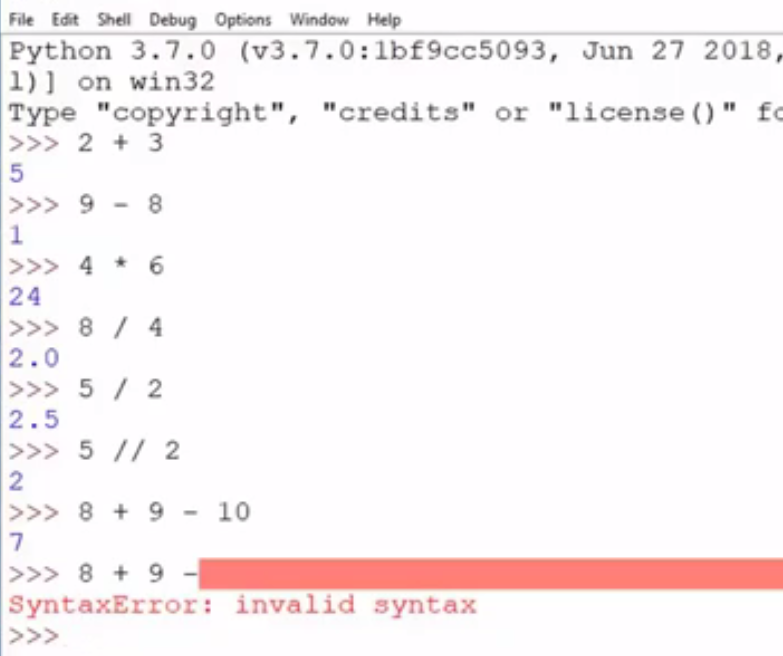 File Edit Shell Debug Options Window Help
Python 3.7.0 (v3.7.0:1bf9cc5093, Jun 27 2018,
1)] on win32
Type "copyright", "credits" or "license()" fo
>>> 2 + 3
5
>>> 9 - 8
1
>>> 4 * 6
24
>>> 8 / 4
2.0
>>> 5 / 2
2.5
>>> 5 // 2
2
>>> 8 + 9 - 10
7
>>> 8 + 9 -
SyntaxError: invalid syntax
>>>